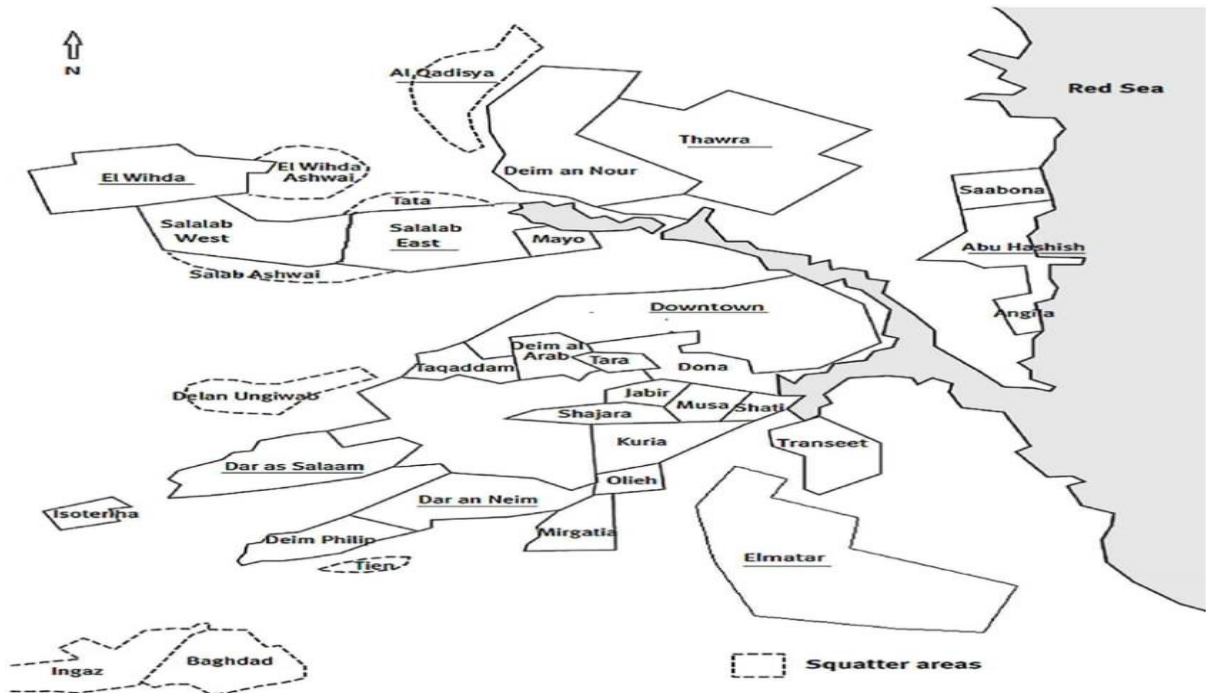 N
Al Qadisya
Red Sea
Thawra
El Wihda
El Wihda
Ashwai
Deim an Nour
Saabona
Tata
Salalab
West
Salalab
East
Mayo
Abu Hashish
Salab Ashwai
Downtown
Angila
Deim al
Arab
Tara
Taqaddam
Dona
Delan Ungiwab
Jabir
Musa
Shati
Shajara
Kuria
Transeet
Dar as Salaam
Olieh
Dar an Neim
Isoteriha
Deim Philip
Mirgatia
Tien
Elmatar
Ingaz
Baghdad
Squatter areas